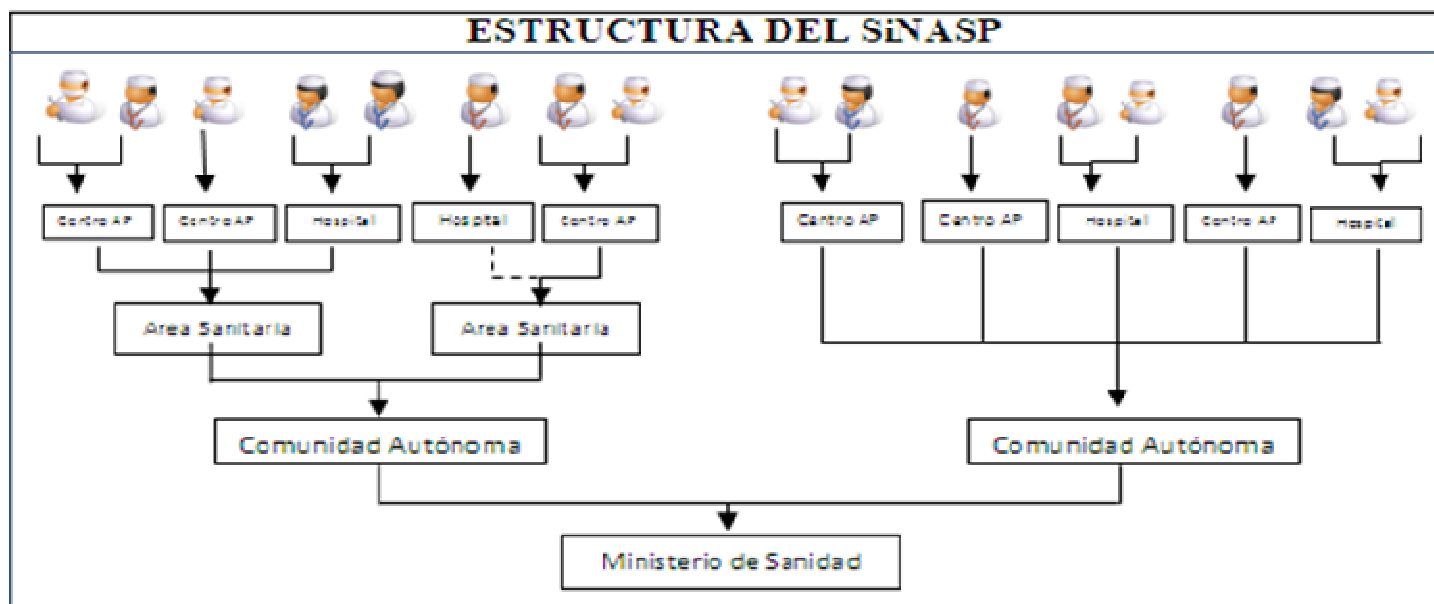 ESTRUCTURA DEL SiNASP
Centro AP
Centro AP
Hospital
Hospital
Centro AP
Centro AP
Centro AP
Hospital
Centro AP
Hospital
Area Sanitaria
Area Sanitaria
Comunidad Autónoma
Comunidad Autónoma
Ministerio de Sanidad